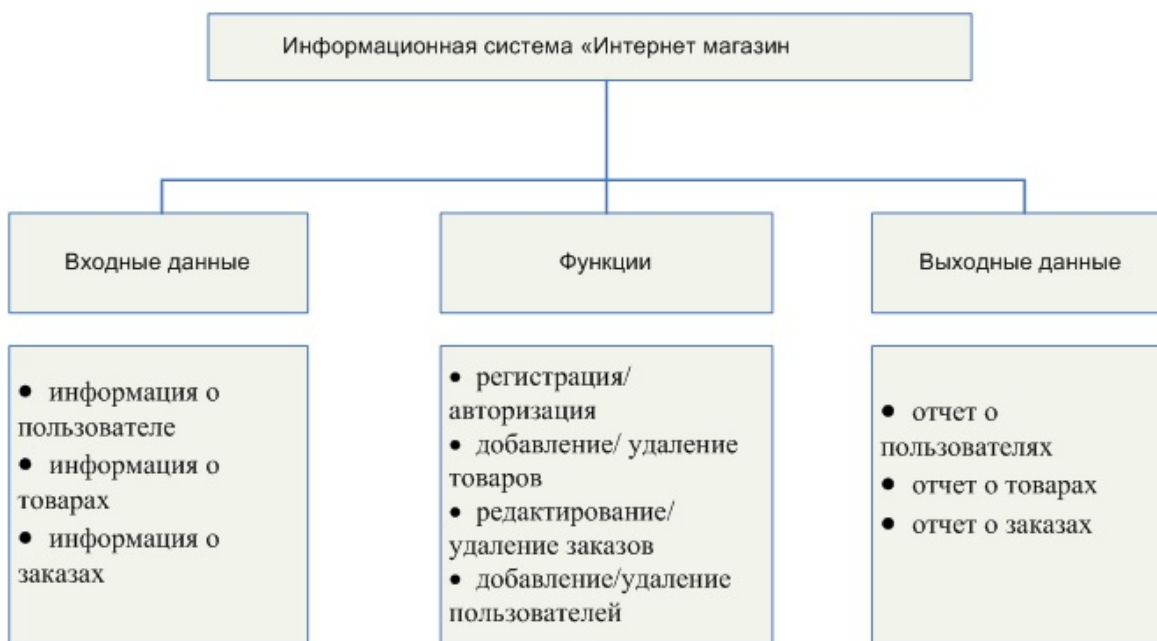 Информационная система «Интернет магазин
Входные данные
Функции
Выходные данные
• информация о
пользователе
• информация о
товарах
• информация о
заказах
• регистрация/
авторизация
• добавление/ удаление
товаров
• редактирование/
удаление заказов
• добавление/удаление
пользователей
• отчет о
пользователях
• отчет о товарах
• отчет о заказах